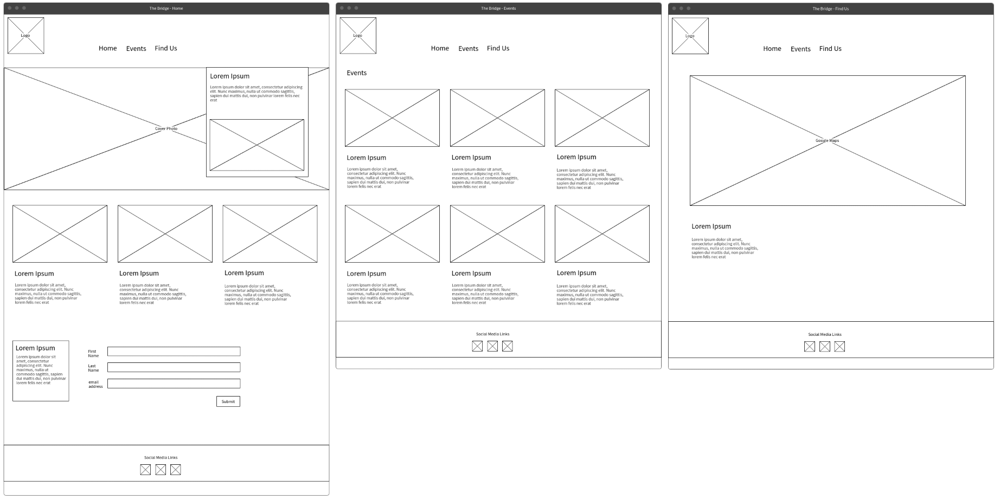 The Bridge - Home
Logo
Home Events Find Us
Lorem Ipsum
Lorem ipsum dolor sit amet, consectetur adipiscing
elit. Nunc maximus, nulla ut commodo sagittis,
sapien dui mattis dui, non pulvinar lorem felis nec
erat
Cover Photo
Lorem Ipsum
Lorem ipsum dolor sit amet,
consectetur adipiscing elit. Nunc
maximus, nulla ut commodo sagittis,
sapien dui mattis dui, non pulvinar
lorem felis nec erat
Lorem Ipsum
Lorem ipsum dolor sit amet,
consectetur adipiscing elit. Nunc
maximus, nulla ut commodo sagittis,
sapien dui mattis dui, non pulvinar
lorem felis nec erat
Lorem Ipsum
Lorem ipsum dolor sit amet,
consectetur adipiscing elit. Nunc
maximus, nulla ut commodo sagittis,
sapien dui mattis dui, non pulvinar
lorem felis nec erat
Lorem Ipsum
Lorem ipsum dolor sit
amet, consectetur
adipiscing elit. Nunc
maximus, nulla ut
commodo sagittis, sapien
dui mattis dui, non pulvinar
lorem felis nec erat
First
Name
Last
Name
email
address
Submit
Social Media Links
The Bridge - Events
Logo
Home Events Find Us
Events
Lorem Ipsum
Lorem ipsum dolor sit amet,
consectetur adipiscing elit. Nunc
maximus, nulla ut commodo sagittis,
sapien dui mattis dui, non pulvinar
lorem felis nec erat
Lorem Ipsum
Lorem ipsum dolor sit amet,
consectetur adipiscing elit. Nunc
maximus, nulla ut commodo sagittis,
sapien dui mattis dui, non pulvinar
lorem felis nec erat
Lorem Ipsum
Lorem ipsum dolor sit amet,
consectetur adipiscing elit. Nunc
maximus, nulla ut commodo sagittis,
sapien dui mattis dui, non pulvinar
lorem felis nec erat
Lorem Ipsum
Lorem ipsum dolor sit amet,
consectetur adipiscing elit. Nunc
maximus, nulla ut commodo sagittis,
sapien dui mattis dui, non pulvinar
lorem felis nec erat
Lorem Ipsum
Lorem ipsum dolor sit amet,
consectetur adipiscing elit. Nunc
maximus, nulla ut commodo sagittis,
sapien dui mattis dui, non pulvinar
lorem felis nec erat
Lorem Ipsum
Lorem ipsum dolor sit amet,
consectetur adipiscing elit. Nunc
maximus, nulla ut commodo sagittis,
sapien dui mattis dui, non pulvinar
lorem felis nec erat
Social Media Links
The Bridge - Find Us
Logo
Home Events Find Us
Google Maps
Lorem Ipsum
Lorem ipsum dolor sit amet,
consectetur adipiscing elit. Nunc
maximus, nulla ut commodo sagittis,
sapien dui mattis dui, non pulvinar
lorem felis nec erat
Social Media Links